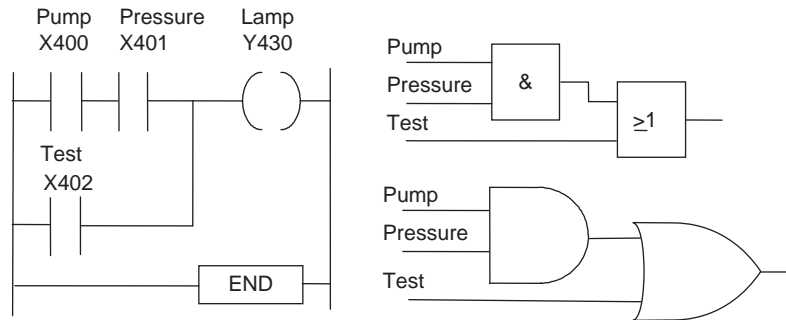 Pump Pressure Lamp
X400 X401 Y430
Test
X402
END
Pump
Pressure
Test
&
≥1
Pump
Pressure
Test